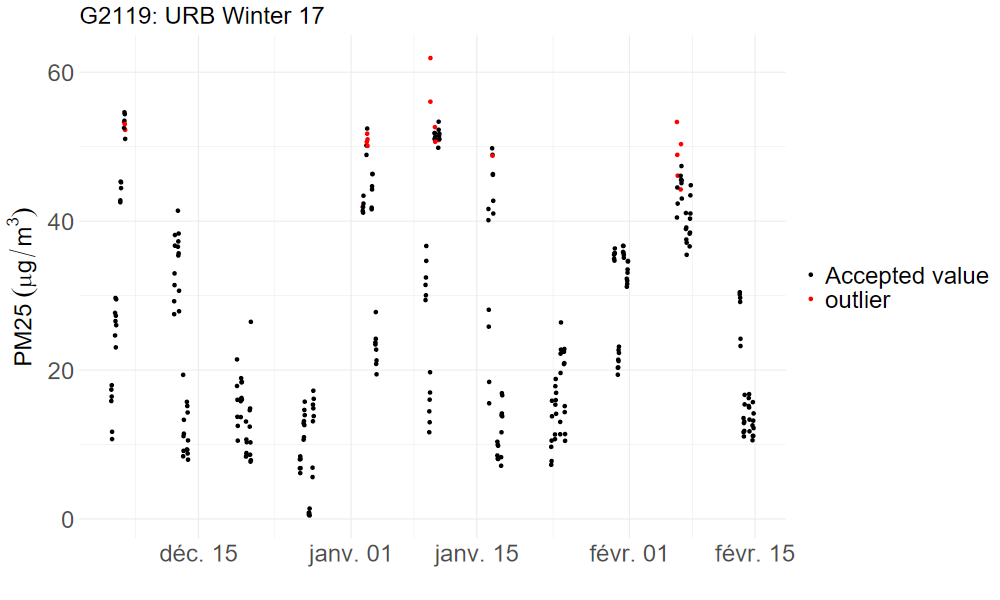 G2119: URB Winter 17
PM25 (μg/m³)
60
40
20
0
déc. 15
janv. 01
janv. 15
févr. 01
févr. 15
Accepted value
outlier